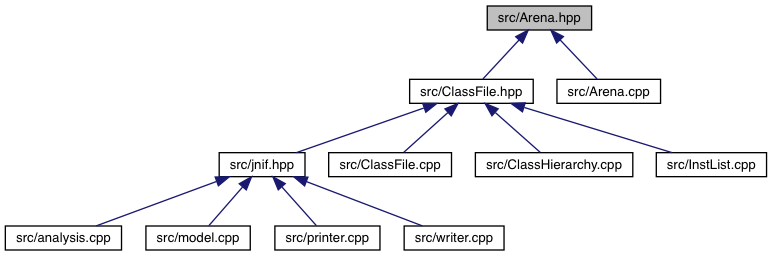 src/Arena.hpp
src/ClassFile.hpp
src/Arena.cpp
src/jnif.hpp
src/ClassFile.cpp
src/ClassHierarchy.cpp
src/InstList.cpp
src/analysis.cpp
src/model.cpp
src/printer.cpp
src/writer.cpp